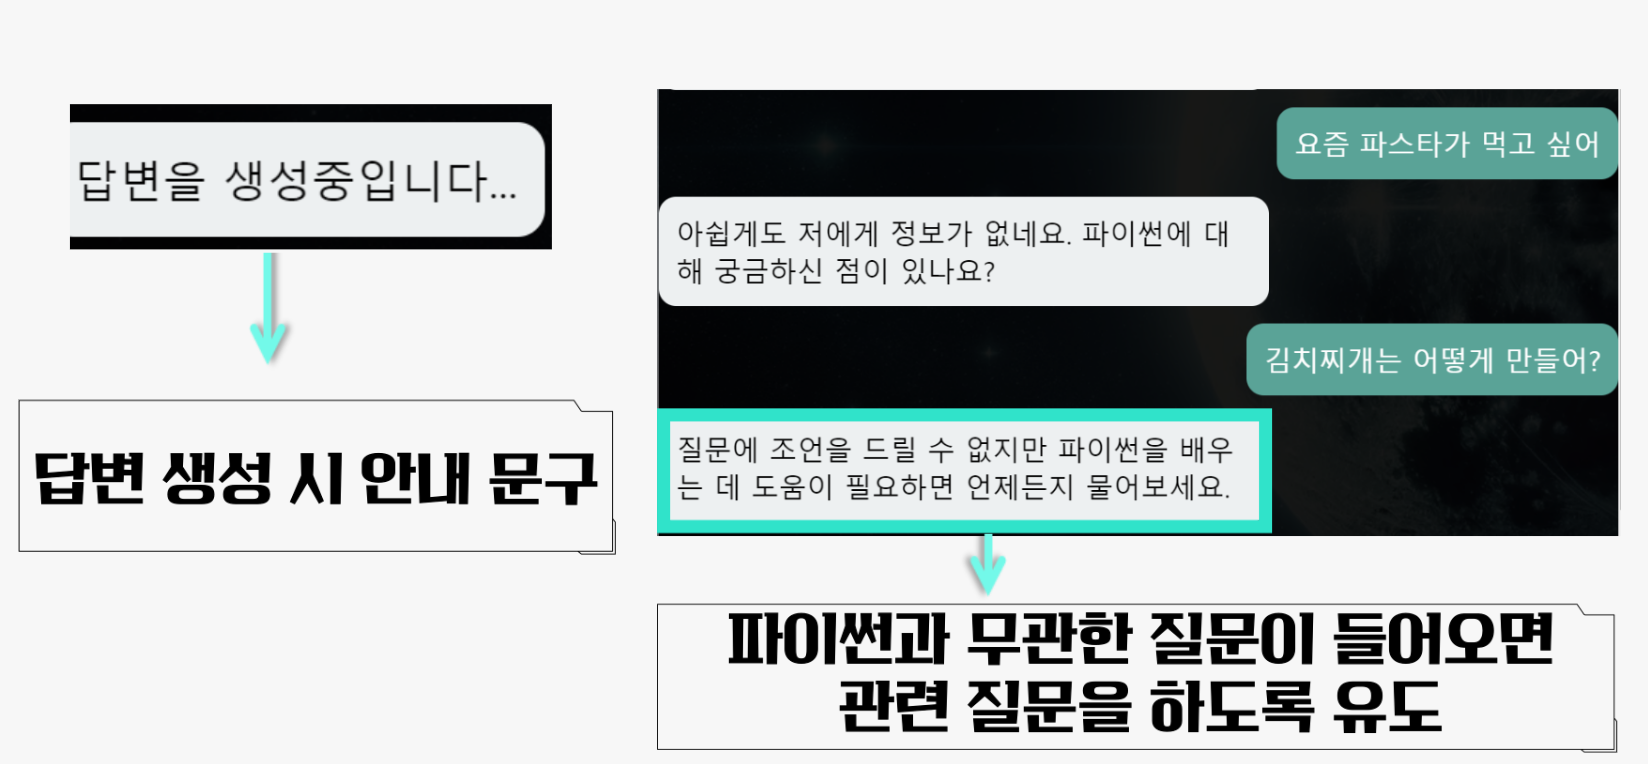 답변을 생성중입니다...
답변 생성 시 안내 문구
요즘 파스타가 먹고 싶어
아쉽게도 저에게 정보가 없네요. 파이썬에 대
해 궁금하신 점이 있나요?
김치찌개는 어떻게 만들어?
질문에 조언을 드릴 수 없지만 파이썬을 배우
는 데 도움이 필요하면 언제든지 물어보세요.
파이썬과 무관한 질문이 들어오면
관련 질문을 하도록 유도